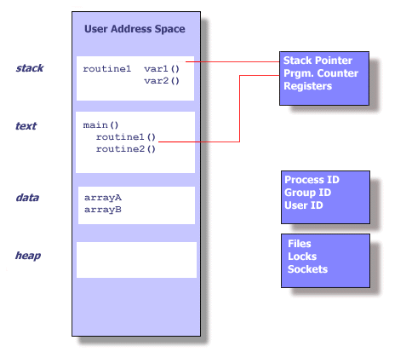 User Address Space
stack
routine1 var1()
var2()
text
main()
routine1()
routine2()
data
arrayA
arrayB
heap
Stack Pointer
Prgm. Counter
Registers
Process ID
Group ID
User ID
Files
Locks
Sockets